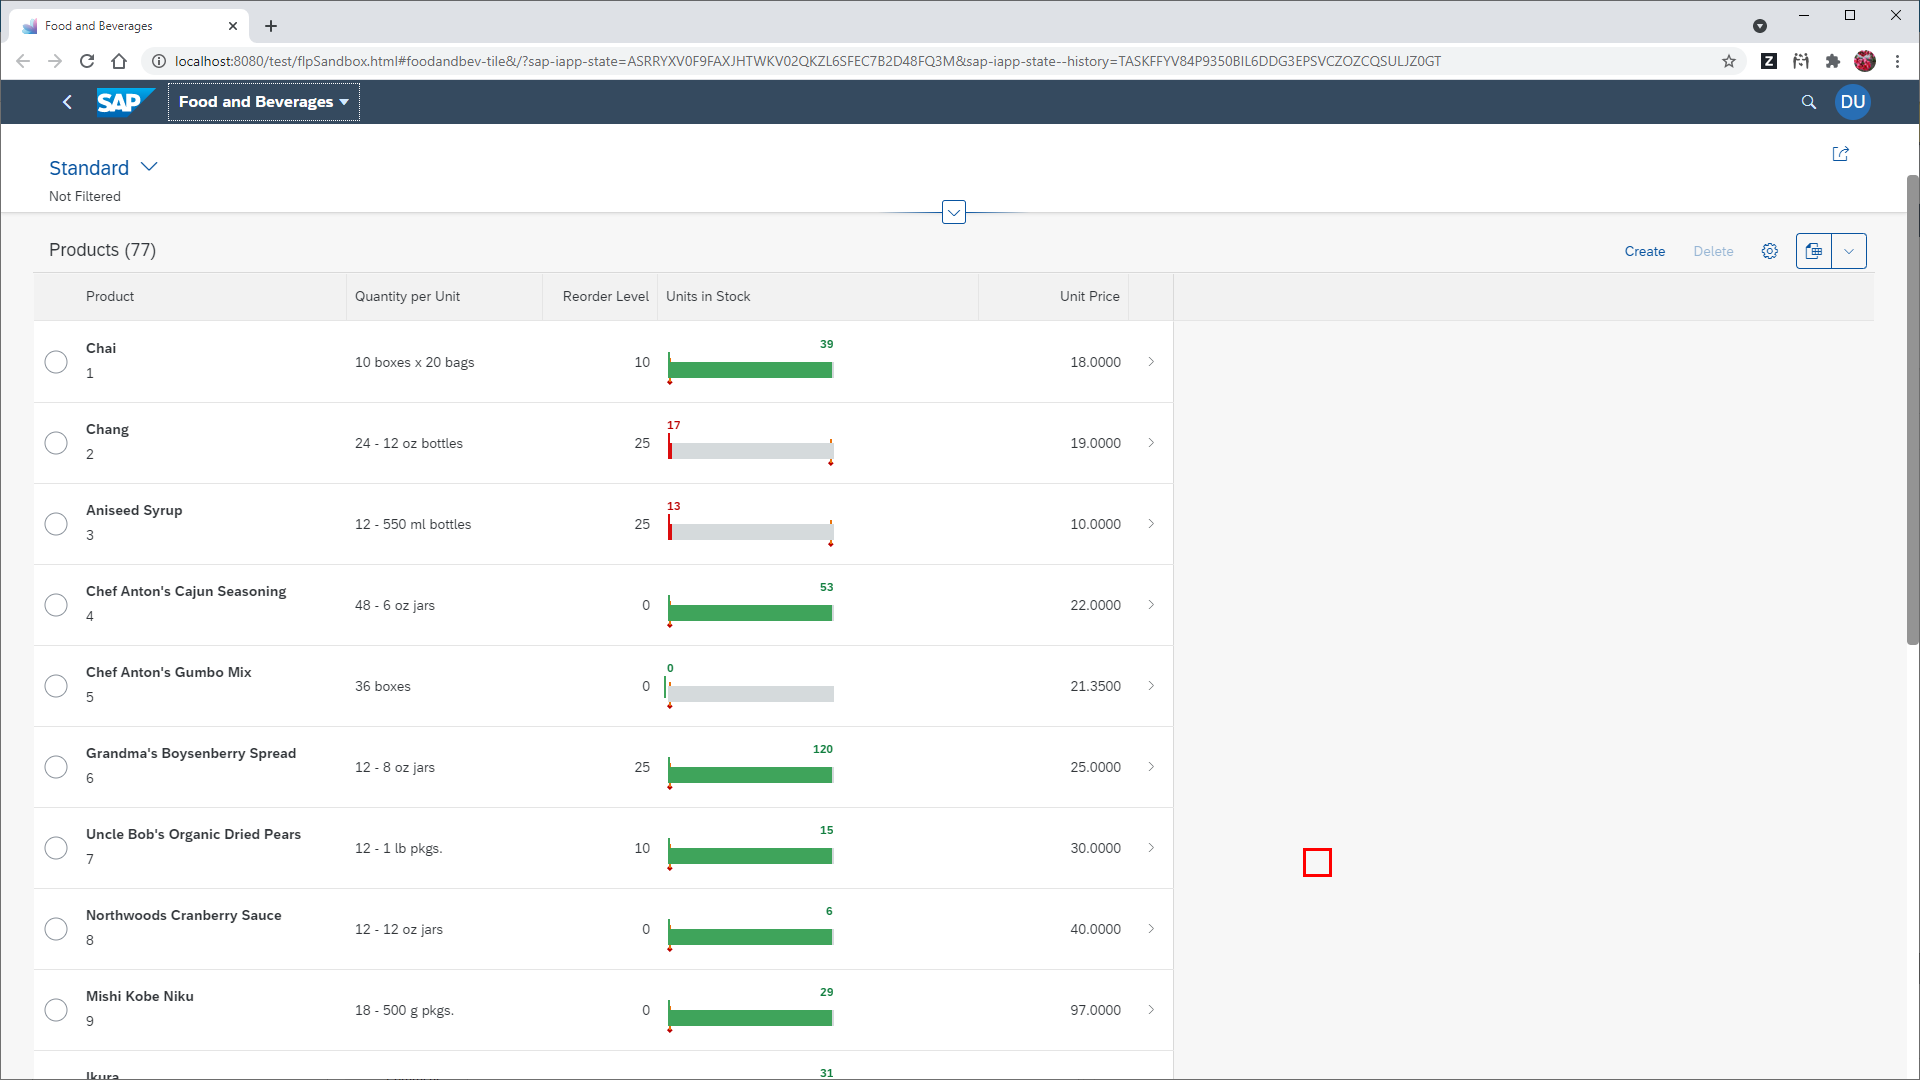 Food and Beverages
localhost:8080/test/flpSandbox.html#foodandbev-tile&/?sap-iapp-state=ASRRYXV0F9FAXJHTWKV02QKZL6SFEC7B2D48FQ3M&sap-iapp-state--history=TASKFFYV84P9350BIL6DDG3EPSVCZOZCQSULJZ0GT
SAP Food and Beverages DU
Standard
Not Filtered
Products (77) Create Delete
Product Quantity per Unit Reorder Level Units in Stock Unit Price
Chai
1
10 boxes x 20 bags 10 39 18.0000
Chang
2
24 - 12 oz bottles 25 17 19.0000
Aniseed Syrup
3
12 - 550 ml bottles 25 13 10.0000
Chef Anton's Cajun Seasoning
4
48 - 6 oz jars 0 53 22.0000
Chef Anton's Gumbo Mix
5
36 boxes 0 0 21.3500
Grandma's Boysenberry Spread
6
12 - 8 oz jars 25 120 25.0000
Uncle Bob's Organic Dried Pears
7
12 - 1 lb pkgs. 10 15 30.0000
Northwoods Cranberry Sauce
8
12 - 12 oz jars 0 6 40.0000
Mishi Kobe Niku
9
18 - 500 g pkgs. 0 29 97.0000
Ikura 31